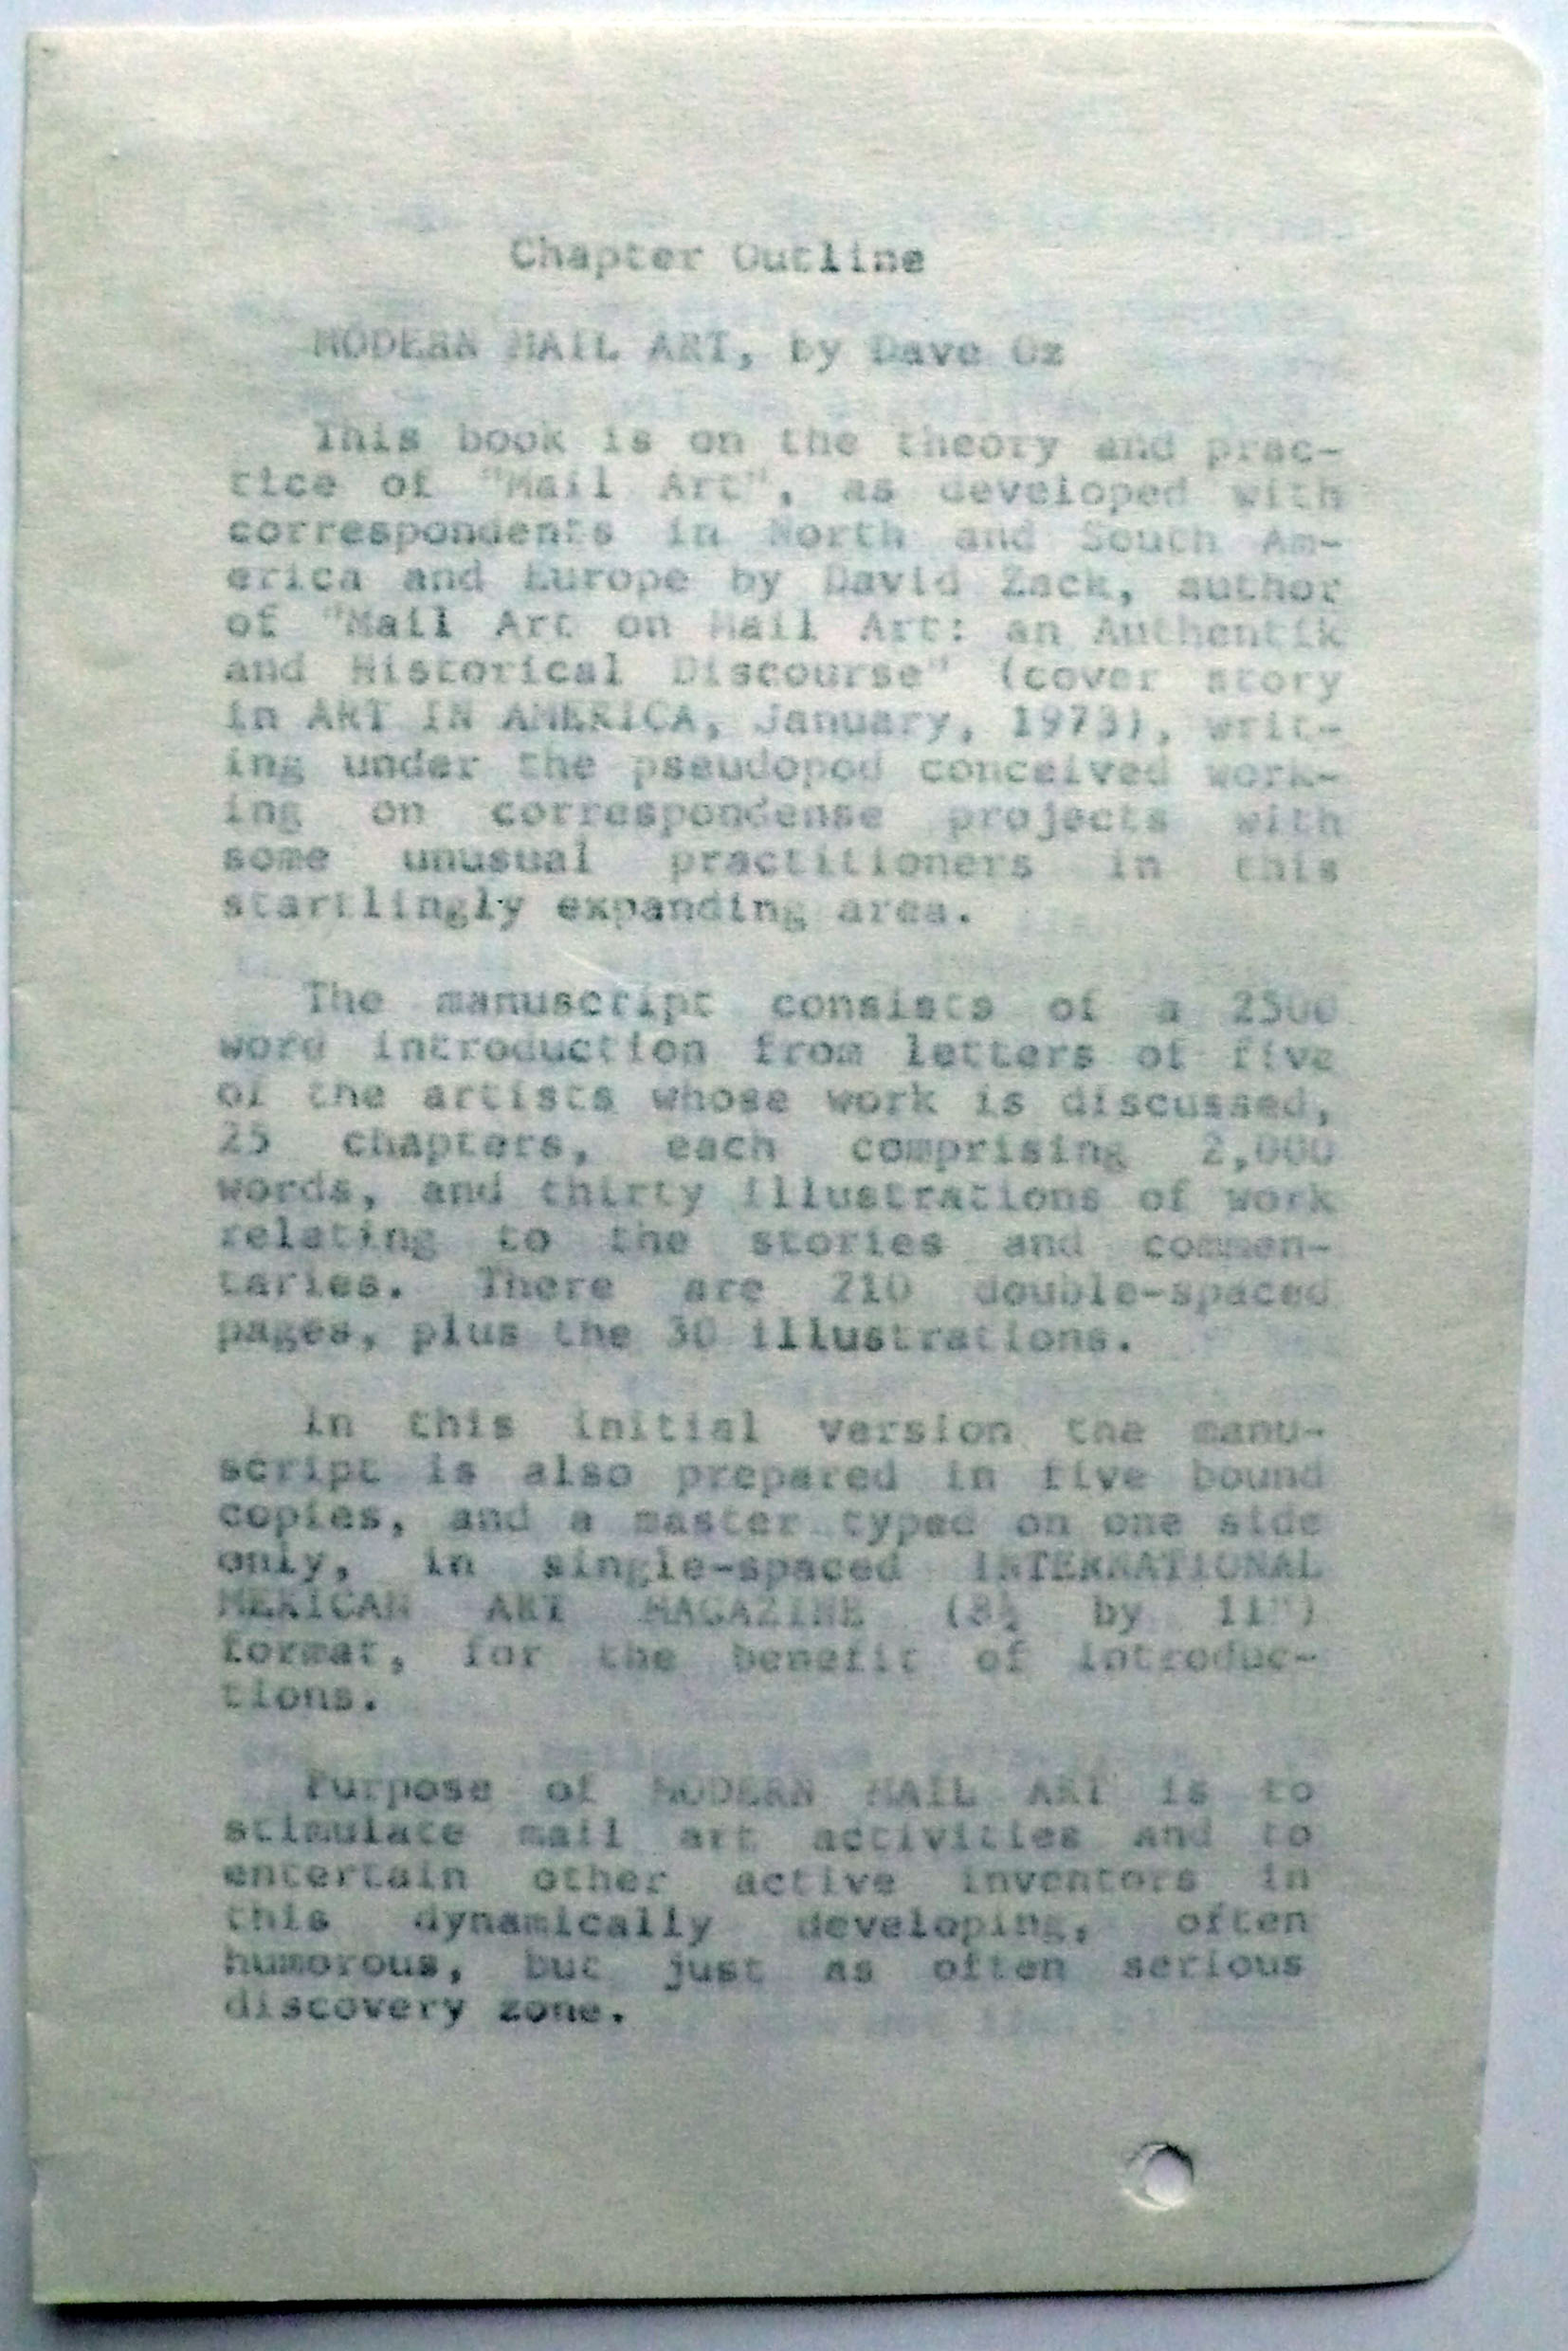 Chapter Outline
MODERN MAIL ART, by Dave Oz
This book is on the theory and prac-
tice of "Mail Art", as developed with
correspondents in North and South Am-
erica and Europe by David Zack, author
of "Mail Art on Mail Art: an Authentik
and Historical Discourse" (cover story
in ART IN AMERICA, January, 1973), writ-
ing under the pseudopod conceived work-
ing on correspondense projects with
some unusual practitioners in this
startlingly expanding area.
The manuscript consists of a 2500
word introduction from letters of five
of the artists whose work is discussed,
25 chapters, each comprising 2,000
words, and thirty illustrations of work
relating to the stories and commen-
taries. There are 210 double-spaced
pages, plus the 30 illustrations.
In this initial version the manu-
script is also prepared in five bound
copies, and a master typed on one side
only, in single-spaced INTERNATIONAL
MEXICAN ART MAGAZINE (8½ by 11")
format, for the benefit of introduc-
tions.
Purpose of MODERN MAIL ART is to
stimulate mail art activities and to
entertain other active inventors in
this dynamically developing, often
humorous, but just as often serious
discovery zone.